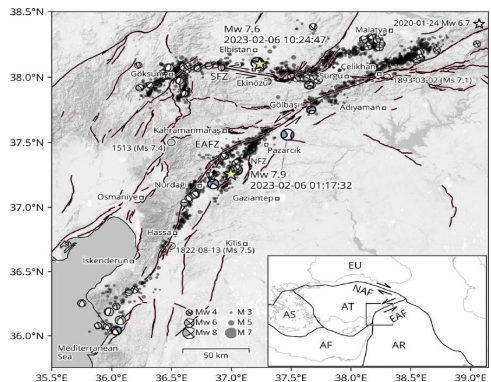 38.5°N
38.0°N
37.5°N
37.0°N
36.5°N
36.0°N
2020-01-24 Mw 6.7
Malatya
Mw 7.6
2023-02-06 10:24:47
Elbistan
Göksun
SFZ
Ekinözü
Sürgü
Çelikhan
1893-03-02 (Ms 7.1)
Gölbaşı
Adıyaman
Kahramanmaraş
EAFZ
1513 (Ms 7.4)
Pazarcık
NFZ
Mw 7.9
2023-02-06 01:17:32
Nurdağı
Osmaniye
Gaziantep
Hassa
Kilis
1822-08-13 (Ms 7.5)
İskenderun
Mediterranean
Sea
Mw 4 M 3
Mw 6 M 5
Mw 8 M 7
50 km
EU
NAF
AS
AT
EAF
AF
AR
35.5°E 36.0°E 36.5°E 37.0°E 37.5°E 38.0°E 38.5°E 39.0°E